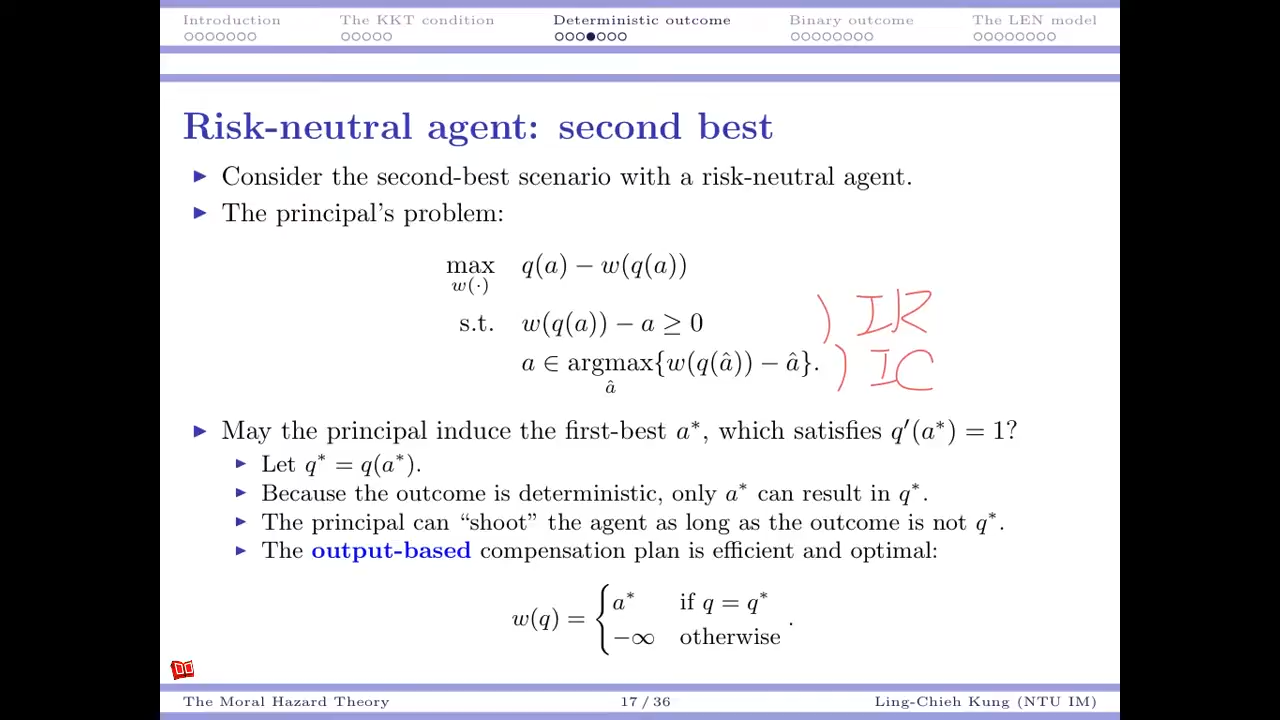 Introduction The KKT condition Deterministic outcome Binary outcome The LEN model
Risk-neutral agent: second best
Consider the second-best scenario with a risk-neutral agent.
The principal's problem:
max q(a) − w(q(a))
w(·)
s.t. w(q(a)) − a ≥ 0 ) IR
a ∈ argmax{w(q(â)) − â}. ) IC
â
May the principal induce the first-best a*, which satisfies q′(a*) = 1?
Let q* = q(a*).
Because the outcome is deterministic, only a* can result in q*.
The principal can “shoot” the agent as long as the outcome is not q*.
The output-based compensation plan is efficient and optimal:
w(q) = { a* if q = q*
−∞ otherwise .
The Moral Hazard Theory 17 / 36 Ling-Chieh Kung (NTU IM)